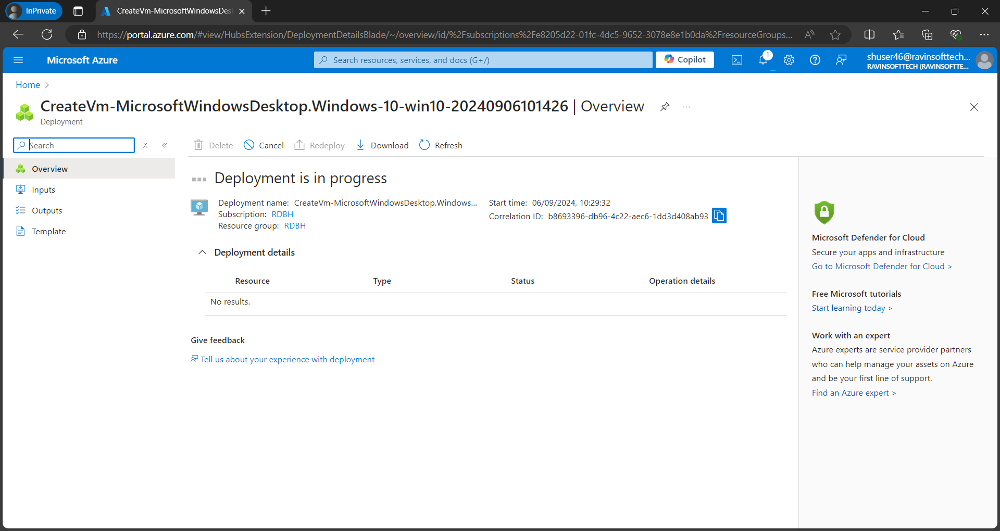 InPrivate
CreateVm-MicrosoftWindowsDes
https://portal.azure.com/#view/HubsExtension/DeploymentDetailsBlade/~/overview/id/%2Fsubscriptions%2Fe8205d22-01fc-4dc5-9652-3078e8e1b0da%2FresourceGroups...
Microsoft Azure
Search resources, services, and docs (G+/)
Copilot
1
shuser46@ravinsofttech...
RAVINSOFTTECH (RAVINSOFTTE...
Home
CreateVm-MicrosoftWindowsDesktop.Windows-10-win10-20240906101426 | Overview
Deployment
Search
Delete
Cancel
Redeploy
Download
Refresh
Overview
Inputs
Outputs
Template
Deployment is in progress
Deployment name: CreateVm-MicrosoftWindowsDesktop.Windows...
Subscription: RDBH
Resource group: RDBH
Start time: 06/09/2024, 10:29:32
Correlation ID: b8693396-db96-4c22-aec6-1dd3d408ab93
Deployment details
Resource Type Status Operation details
No results.
Give feedback
Tell us about your experience with deployment
Microsoft Defender for Cloud
Secure your apps and infrastructure
Go to Microsoft Defender for Cloud >
Free Microsoft tutorials
Start learning today >
Work with an expert
Azure experts are service provider partners
who can help manage your assets on Azure
and be your first line of support.
Find an Azure expert >